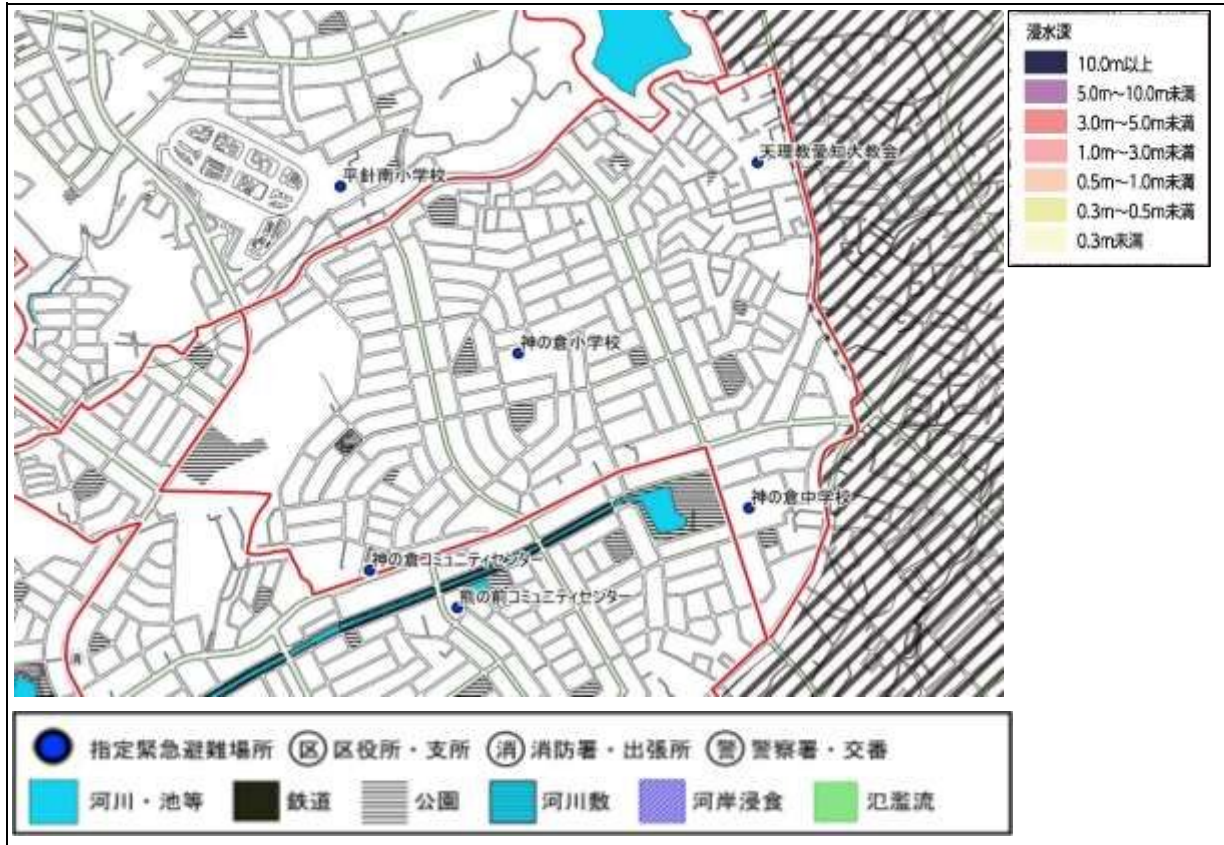 浸水深
10.0m以上
5.0m～10.0m未満
3.0m～5.0m未満
1.0m～3.0m未満
0.5m～1.0m未満
0.3m～0.5m未満
0.3m未満
天理教愛知大教会
平針南小学校
神の倉小学校
神の倉中学校
神の倉コミュニティセンター
熊の前コミュニティセンター
消
指定緊急避難場所 区 区役所・支所 消 消防署・出張所 警 警察署・交番
河川・池等 鉄道 公園 河川敷 河岸浸食 氾濫流